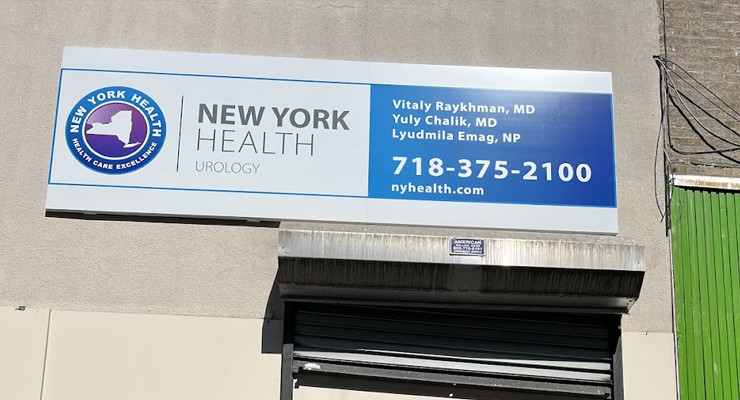 NEW YORK HEALTH
HEALTH CARE EXCELLENCE
NEW YORK
HEALTH
UROLOGY
Vitaly Raykhman, MD
Yuly Chalik, MD
Lyudmila Emag, NP
718-375-2100
nyhealth.com
AMERICAN